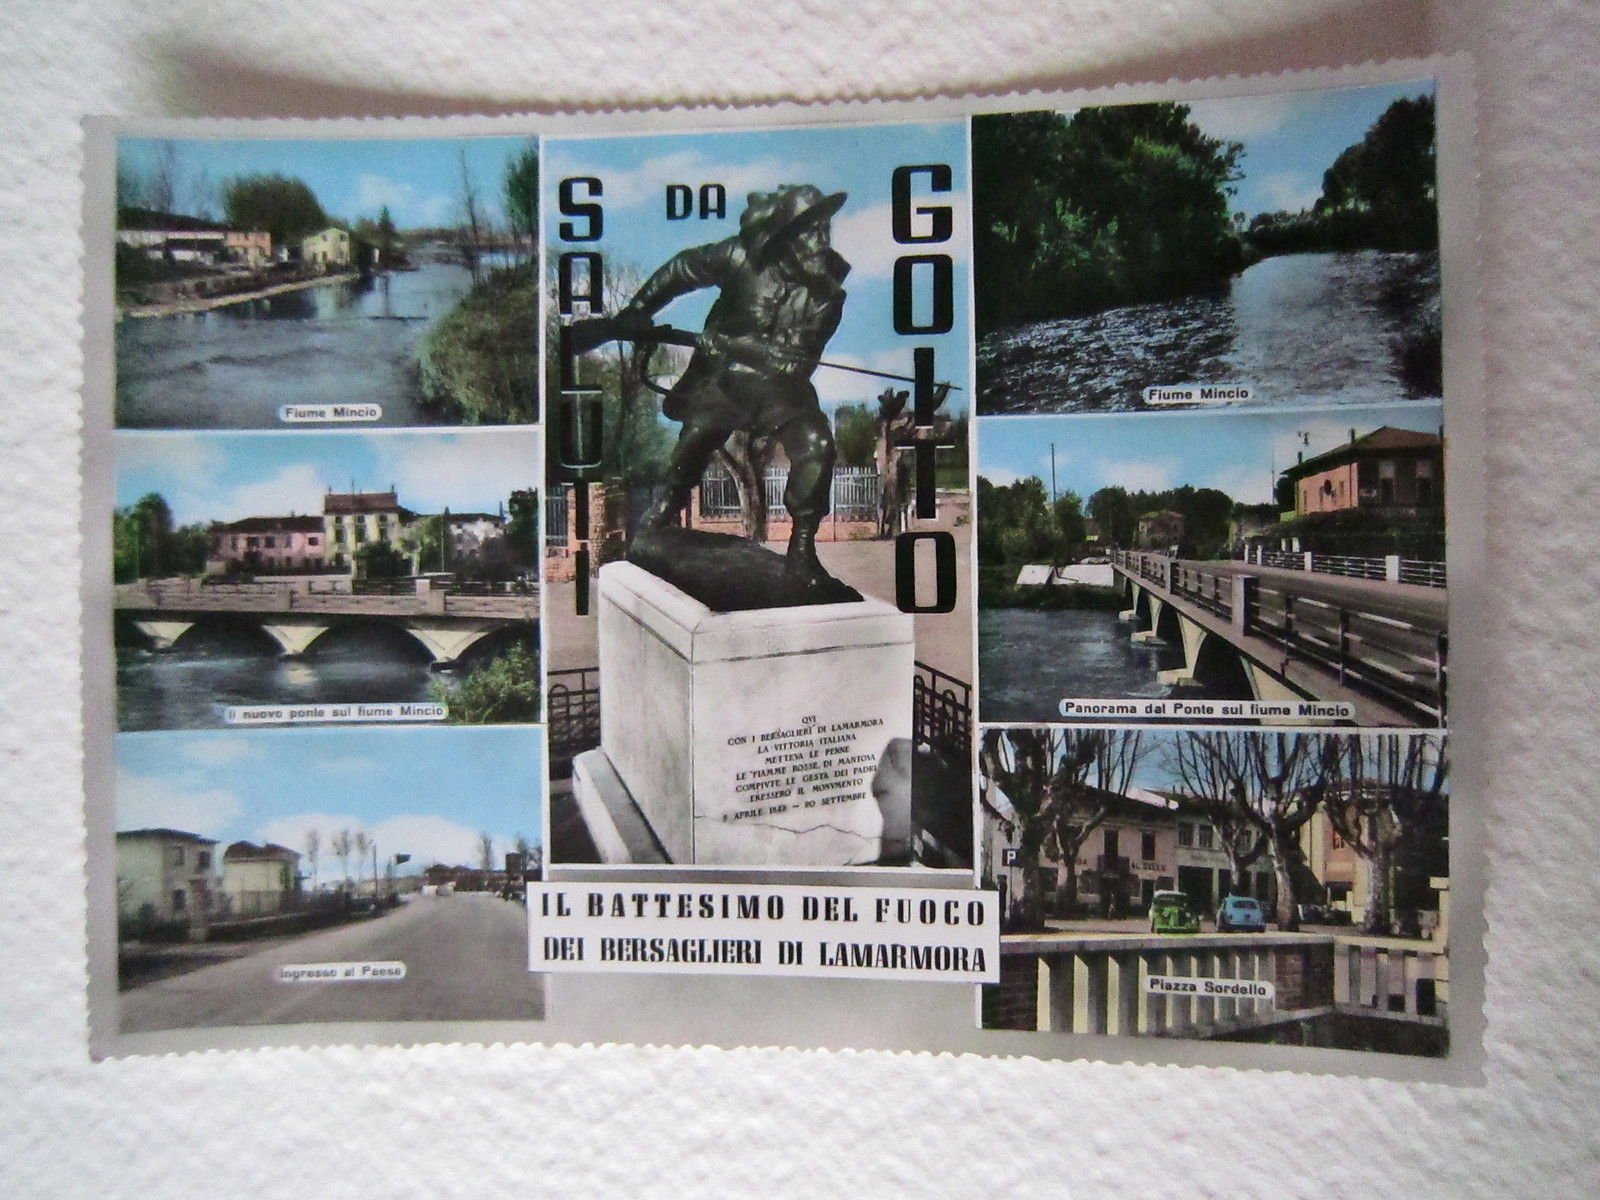 SALUTI DA GOITO
Fiume Mincio
Fiume Mincio
Il nuovo ponte sul fiume Mincio
Panorama dal Ponte sul fiume Mincio
QVI
CON I BERSAGLIERI DI LAMARMORA
LA VITTORIA ITALIANA
METTEVA LE PENNE
LE FIAMME ROSSE DI MANTOVA
COMPIVTE LE GESTA DEI PADRI
ERESSERO IL MONVMENTO
8 APRILE 1848 - 20 SETTEMBRE
P
AL GALLO
IL BATTESIMO DEL FUOCO
DEI BERSAGLIERI DI LAMARMORA
Ingresso al Paese
Piazza Sordello